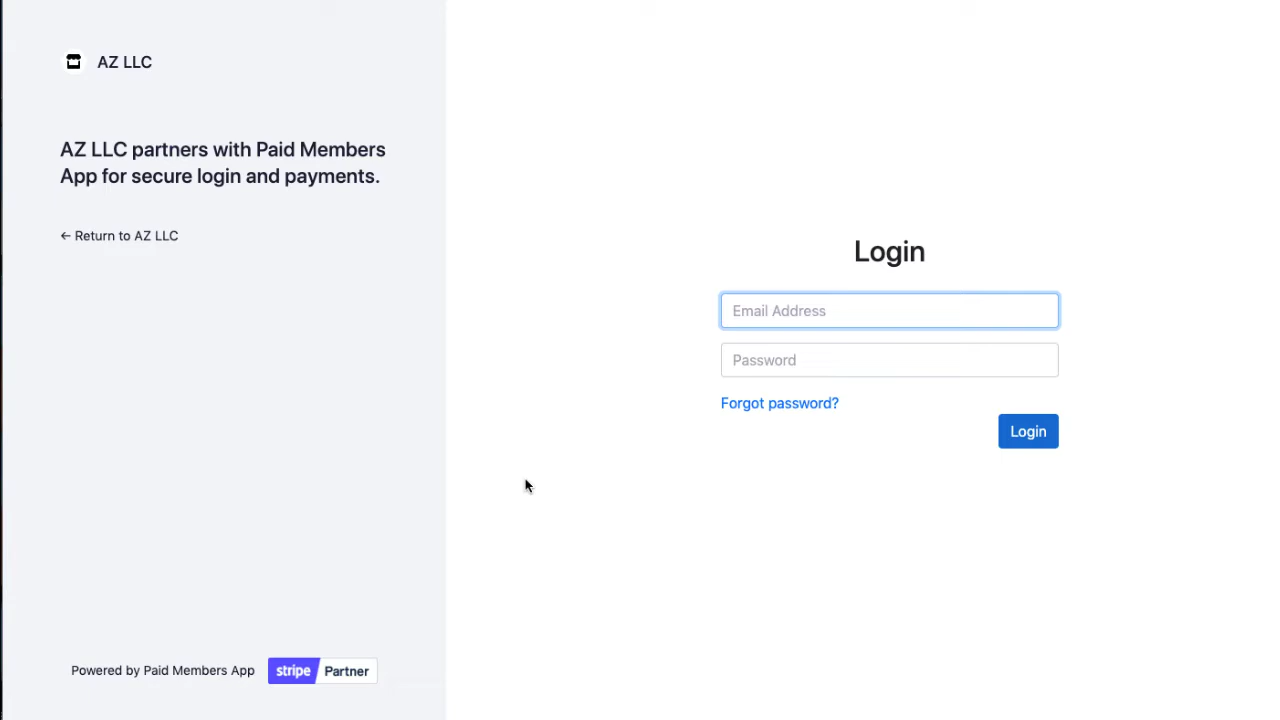 AZ LLC
AZ LLC partners with Paid Members
App for secure login and payments.
← Return to AZ LLC
Login
Email Address
Password
Forgot password?
Login
Powered by Paid Members App
stripe Partner